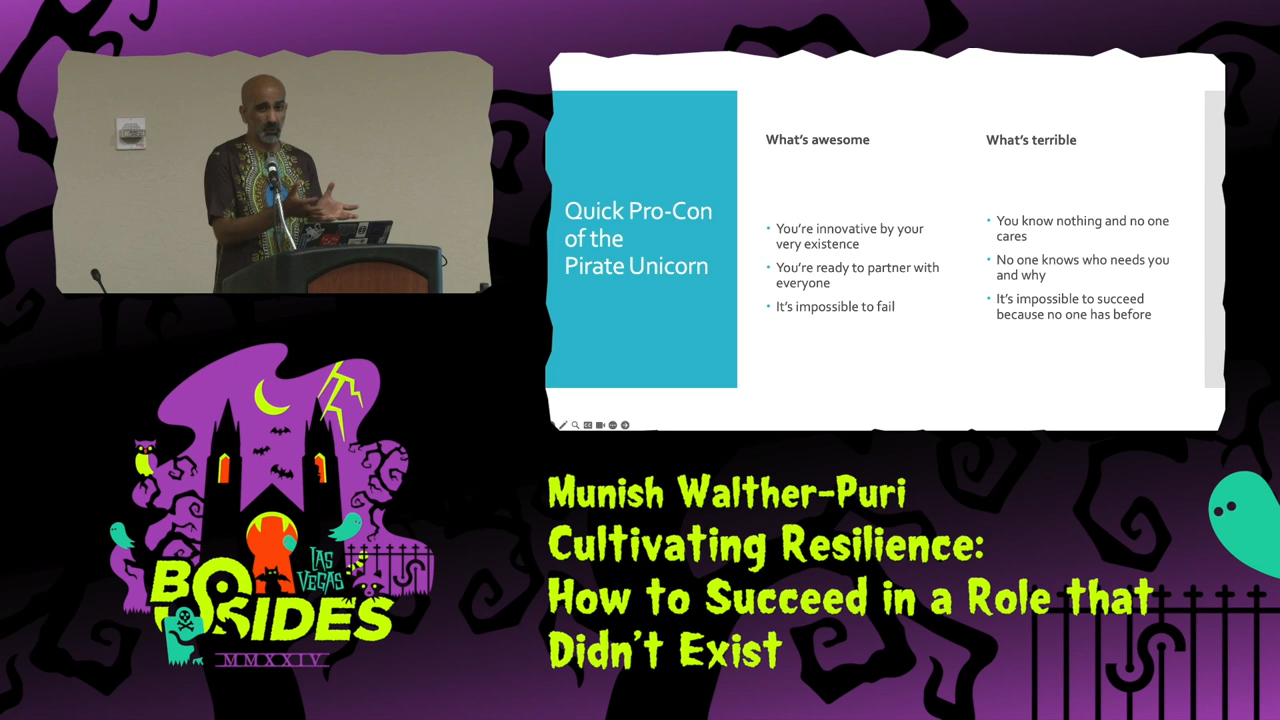 Quick Pro-Con
of the
Pirate Unicorn
What's awesome
• You're innovative by your
very existence
• You're ready to partner with
everyone
• It's impossible to fail
What's terrible
• You know nothing and no one
cares
• No one knows who needs you
and why
• It's impossible to succeed
because no one has before
BSIDES
LAS
VEGAS
MMXXIV
Munish Walther-Puri
Cultivating Resilience:
How to Succeed in a Role that
Didn't Exist